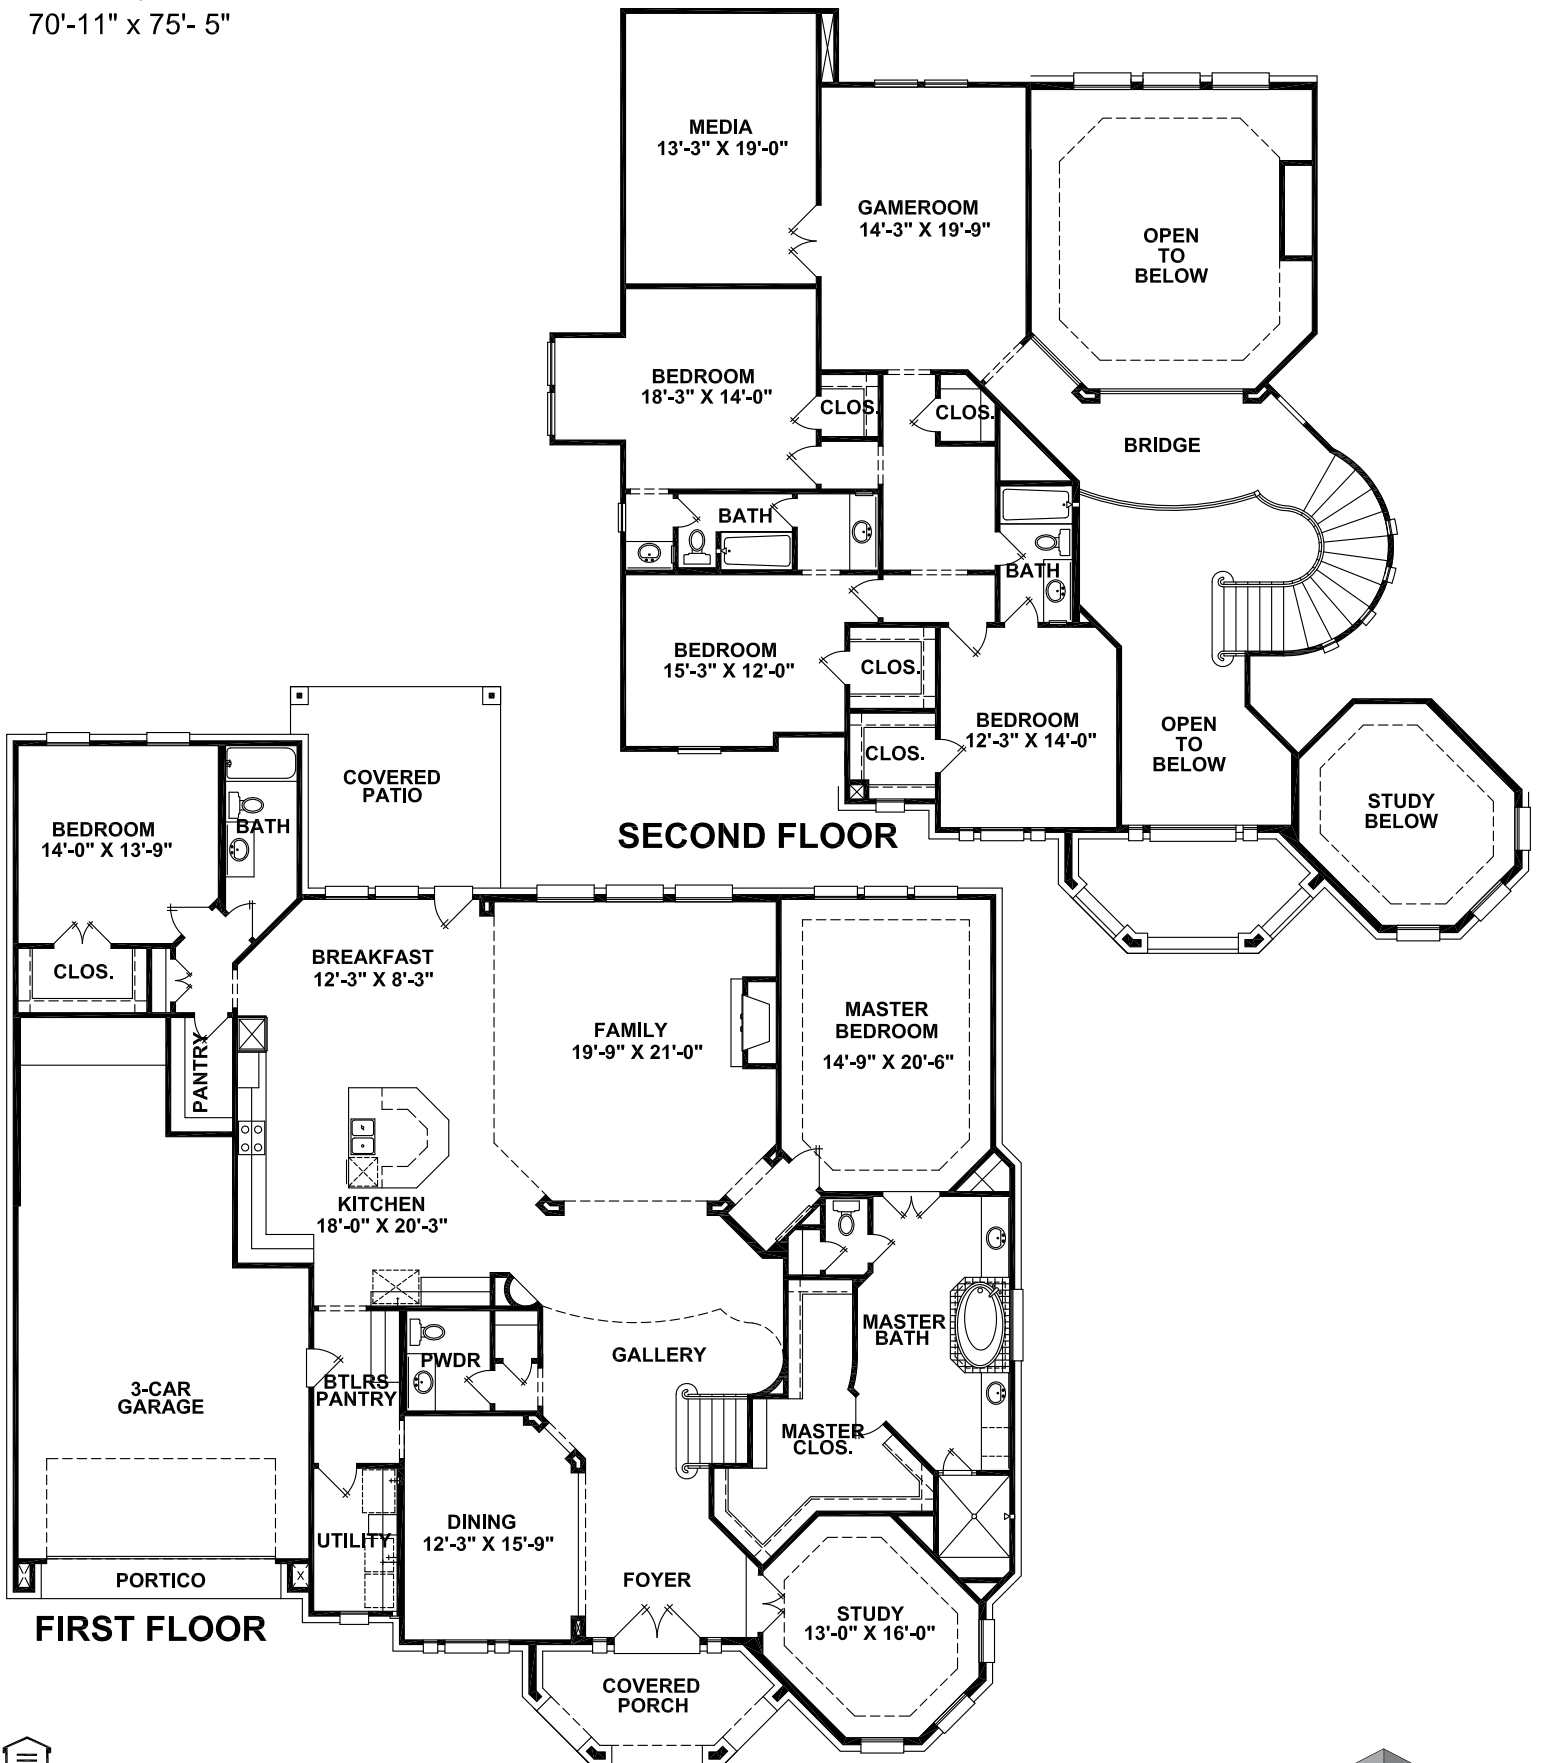 70'-11" x 75'- 5"
MEDIA
13'-3" X 19'-0"
GAMEROOM
14'-3" X 19'-9"
OPEN
TO
BELOW
BEDROOM
18'-3" X 14'-0"
CLOS.
CLOS.
BRIDGE
BATH
BATH
BEDROOM
15'-3" X 12'-0"
CLOS.
BEDROOM
12'-3" X 14'-0"
CLOS.
OPEN
TO
BELOW
STUDY
BELOW
SECOND FLOOR
COVERED
PATIO
BEDROOM
14'-0" X 13'-9"
BATH
CLOS.
BREAKFAST
12'-3" X 8'-3"
FAMILY
19'-9" X 21'-0"
MASTER
BEDROOM
14'-9" X 20'-6"
PANTRY
KITCHEN
18'-0" X 20'-3"
MASTER
BATH
GALLERY
PWDR
BTLRS
PANTRY
3-CAR
GARAGE
MASTER
CLOS.
DINING
12'-3" X 15'-9"
UTILITY
FOYER
PORTICO
STUDY
13'-0" X 16'-0"
FIRST FLOOR
COVERED
PORCH